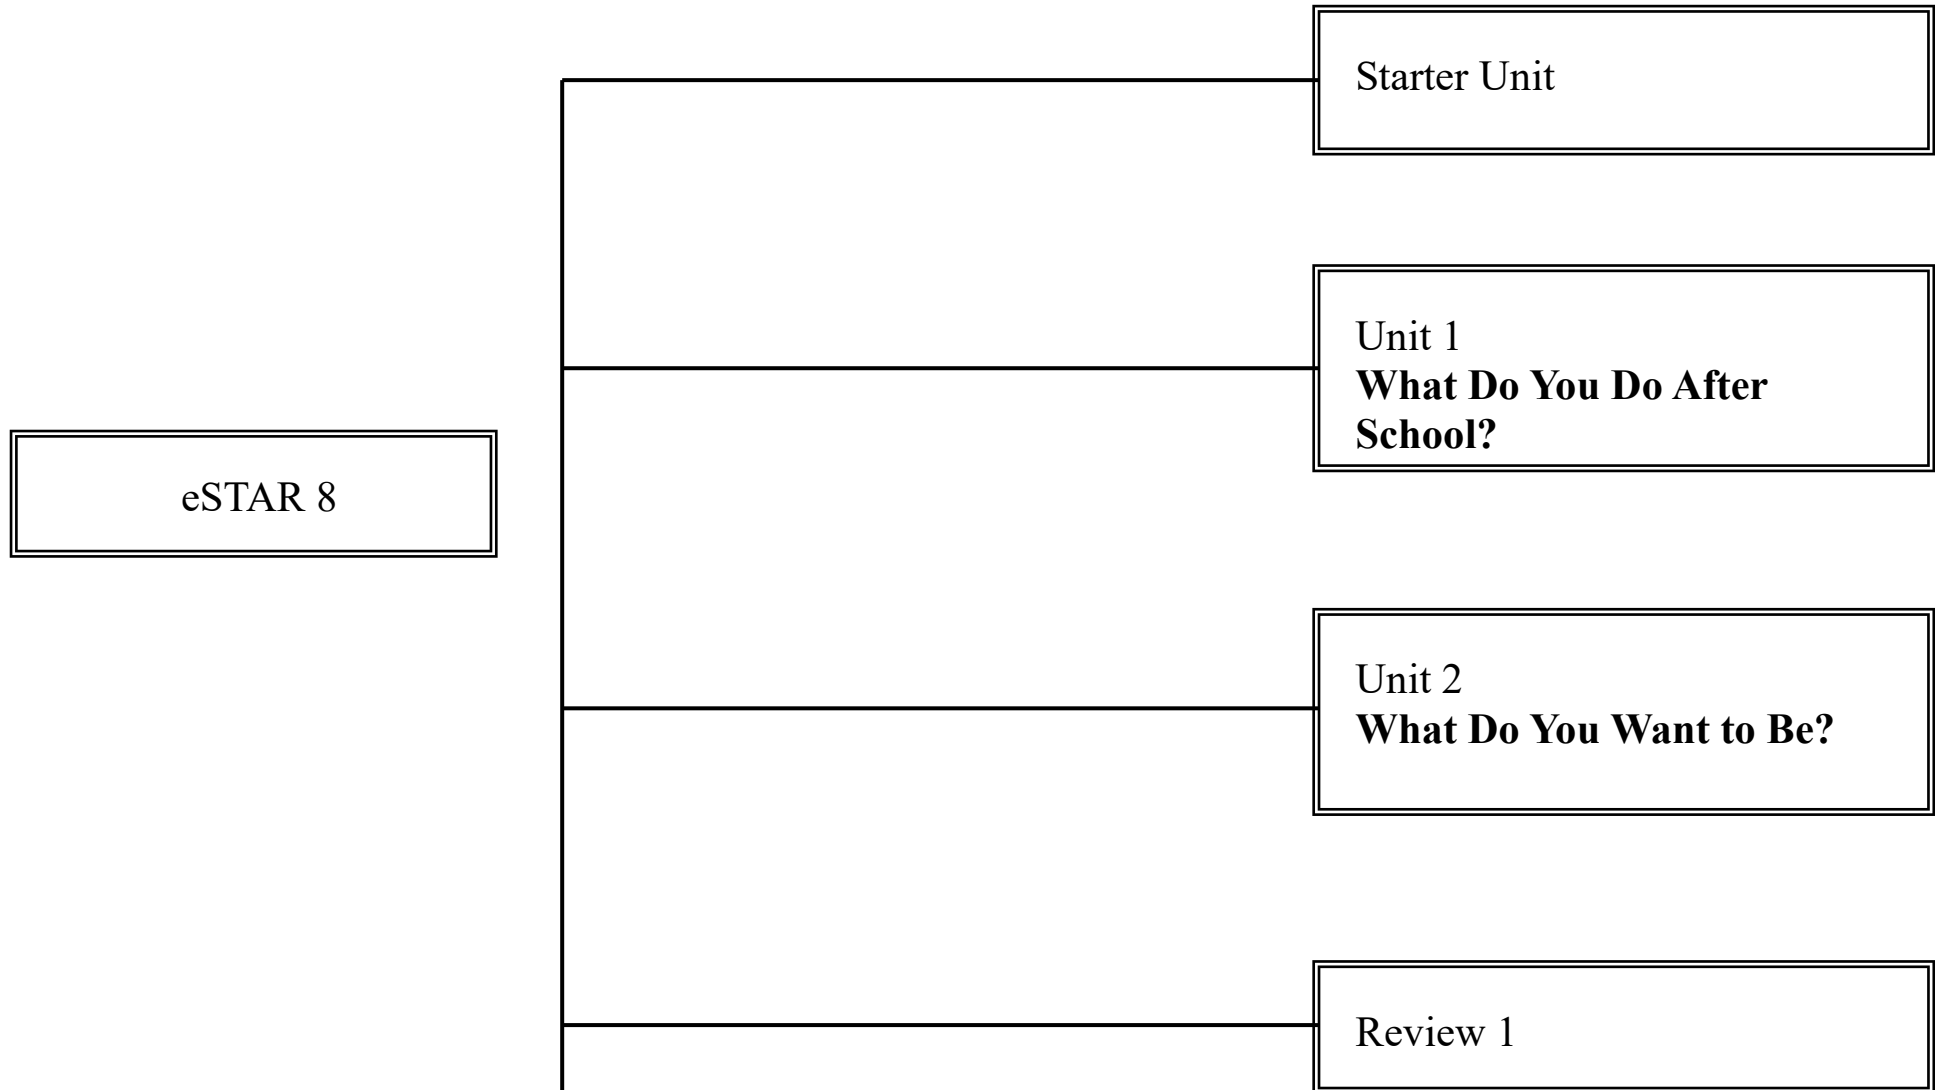 Starter Unit
Unit 1
What Do You Do After
School?
eSTAR 8
Unit 2
What Do You Want to Be?
Review 1